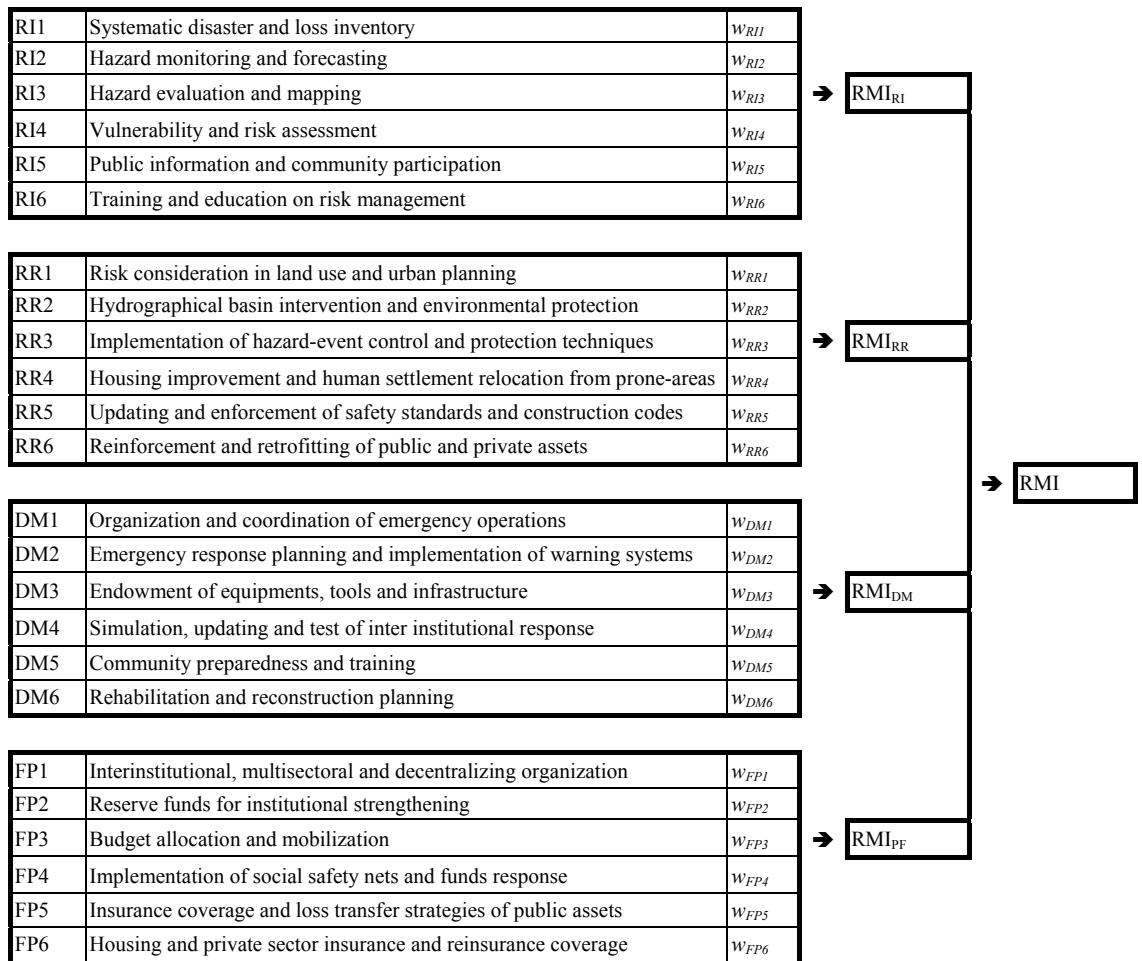 RI1 Systematic disaster and loss inventory wRI1
RI2 Hazard monitoring and forecasting wRI2
RI3 Hazard evaluation and mapping wRI3 ➔ RMIRI
RI4 Vulnerability and risk assessment wRI4
RI5 Public information and community participation wRI5
RI6 Training and education on risk management wRI6
RR1 Risk consideration in land use and urban planning wRR1
RR2 Hydrographical basin intervention and environmental protection wRR2
RR3 Implementation of hazard-event control and protection techniques wRR3 ➔ RMIRR
RR4 Housing improvement and human settlement relocation from prone-areas wRR4
RR5 Updating and enforcement of safety standards and construction codes wRR5
RR6 Reinforcement and retrofitting of public and private assets wRR6
➔ RMI
DM1 Organization and coordination of emergency operations wDM1
DM2 Emergency response planning and implementation of warning systems wDM2
DM3 Endowment of equipments, tools and infrastructure wDM3 ➔ RMIDM
DM4 Simulation, updating and test of inter institutional response wDM4
DM5 Community preparedness and training wDM5
DM6 Rehabilitation and reconstruction planning wDM6
FP1 Interinstitutional, multisectoral and decentralizing organization wFP1
FP2 Reserve funds for institutional strengthening wFP2
FP3 Budget allocation and mobilization wFP3 ➔ RMIPF
FP4 Implementation of social safety nets and funds response wFP4
FP5 Insurance coverage and loss transfer strategies of public assets wFP5
FP6 Housing and private sector insurance and reinsurance coverage wFP6